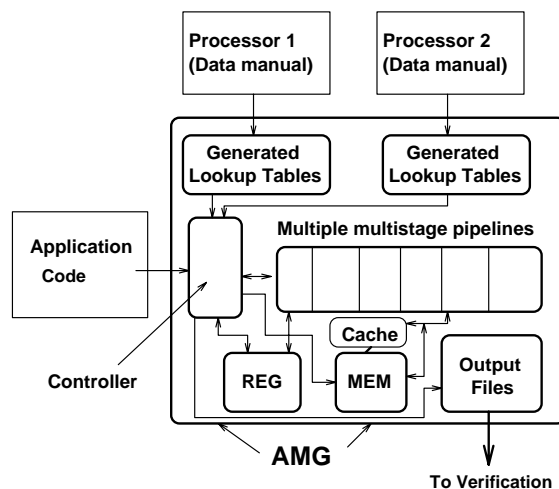 Processor 1
(Data manual)
Processor 2
(Data manual)
Generated
Lookup Tables
Generated
Lookup Tables
Application
Code
Multiple multistage pipelines
Cache
Controller
REG
MEM
Output
Files
AMG
To Verification